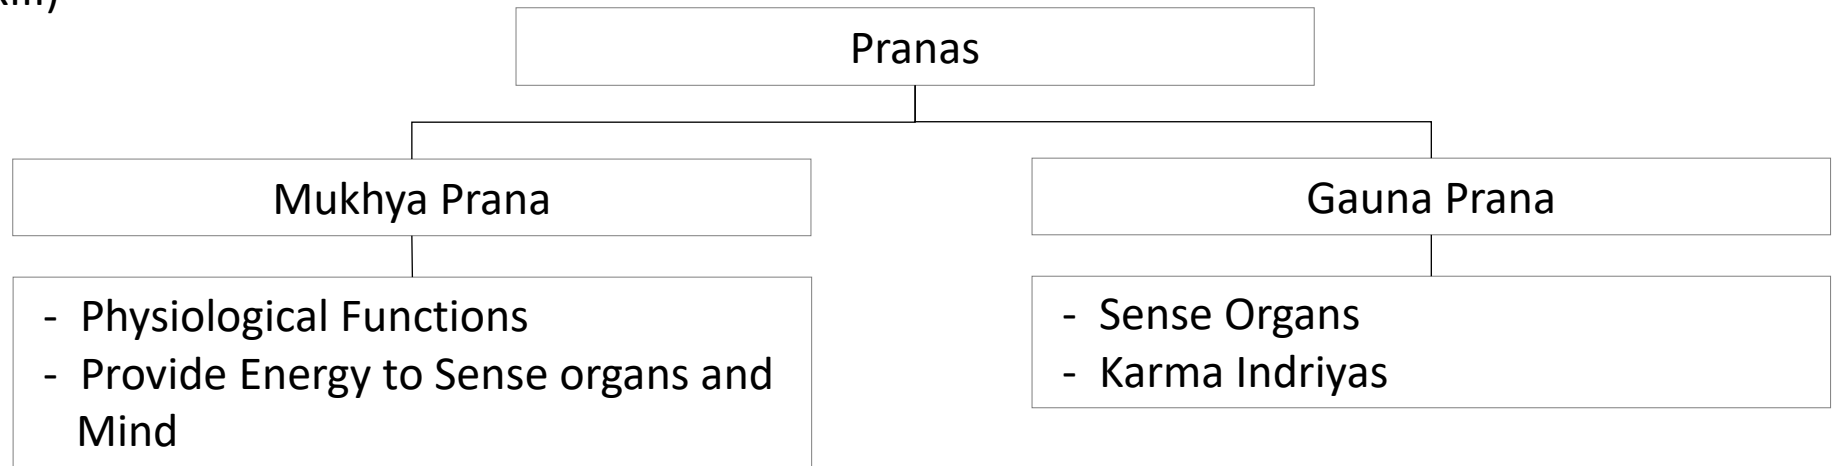 Pranas
Mukhya Prana
Gauna Prana
- Physiological Functions
- Provide Energy to Sense organs and
Mind
- Sense Organs
- Karma Indriyas